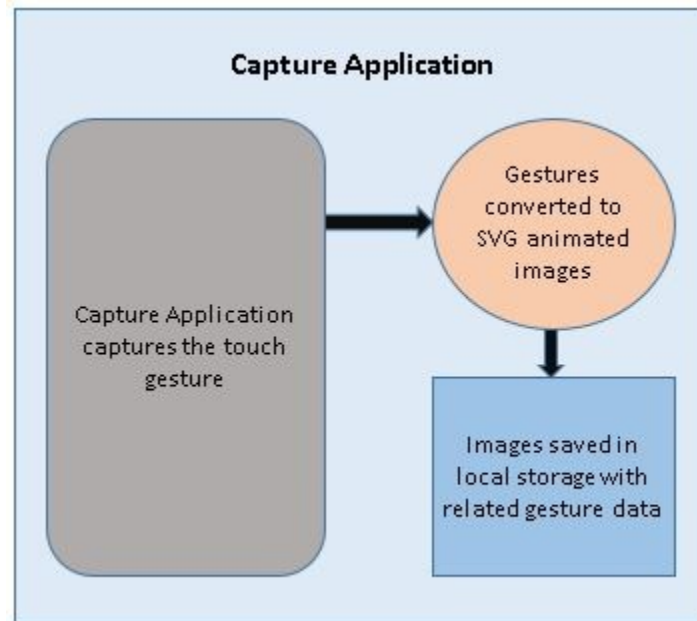 Capture Application
Gestures
converted to
SVG animated
images
Capture Application
captures the touch
gesture
Images saved in
local storage with
related gesture data